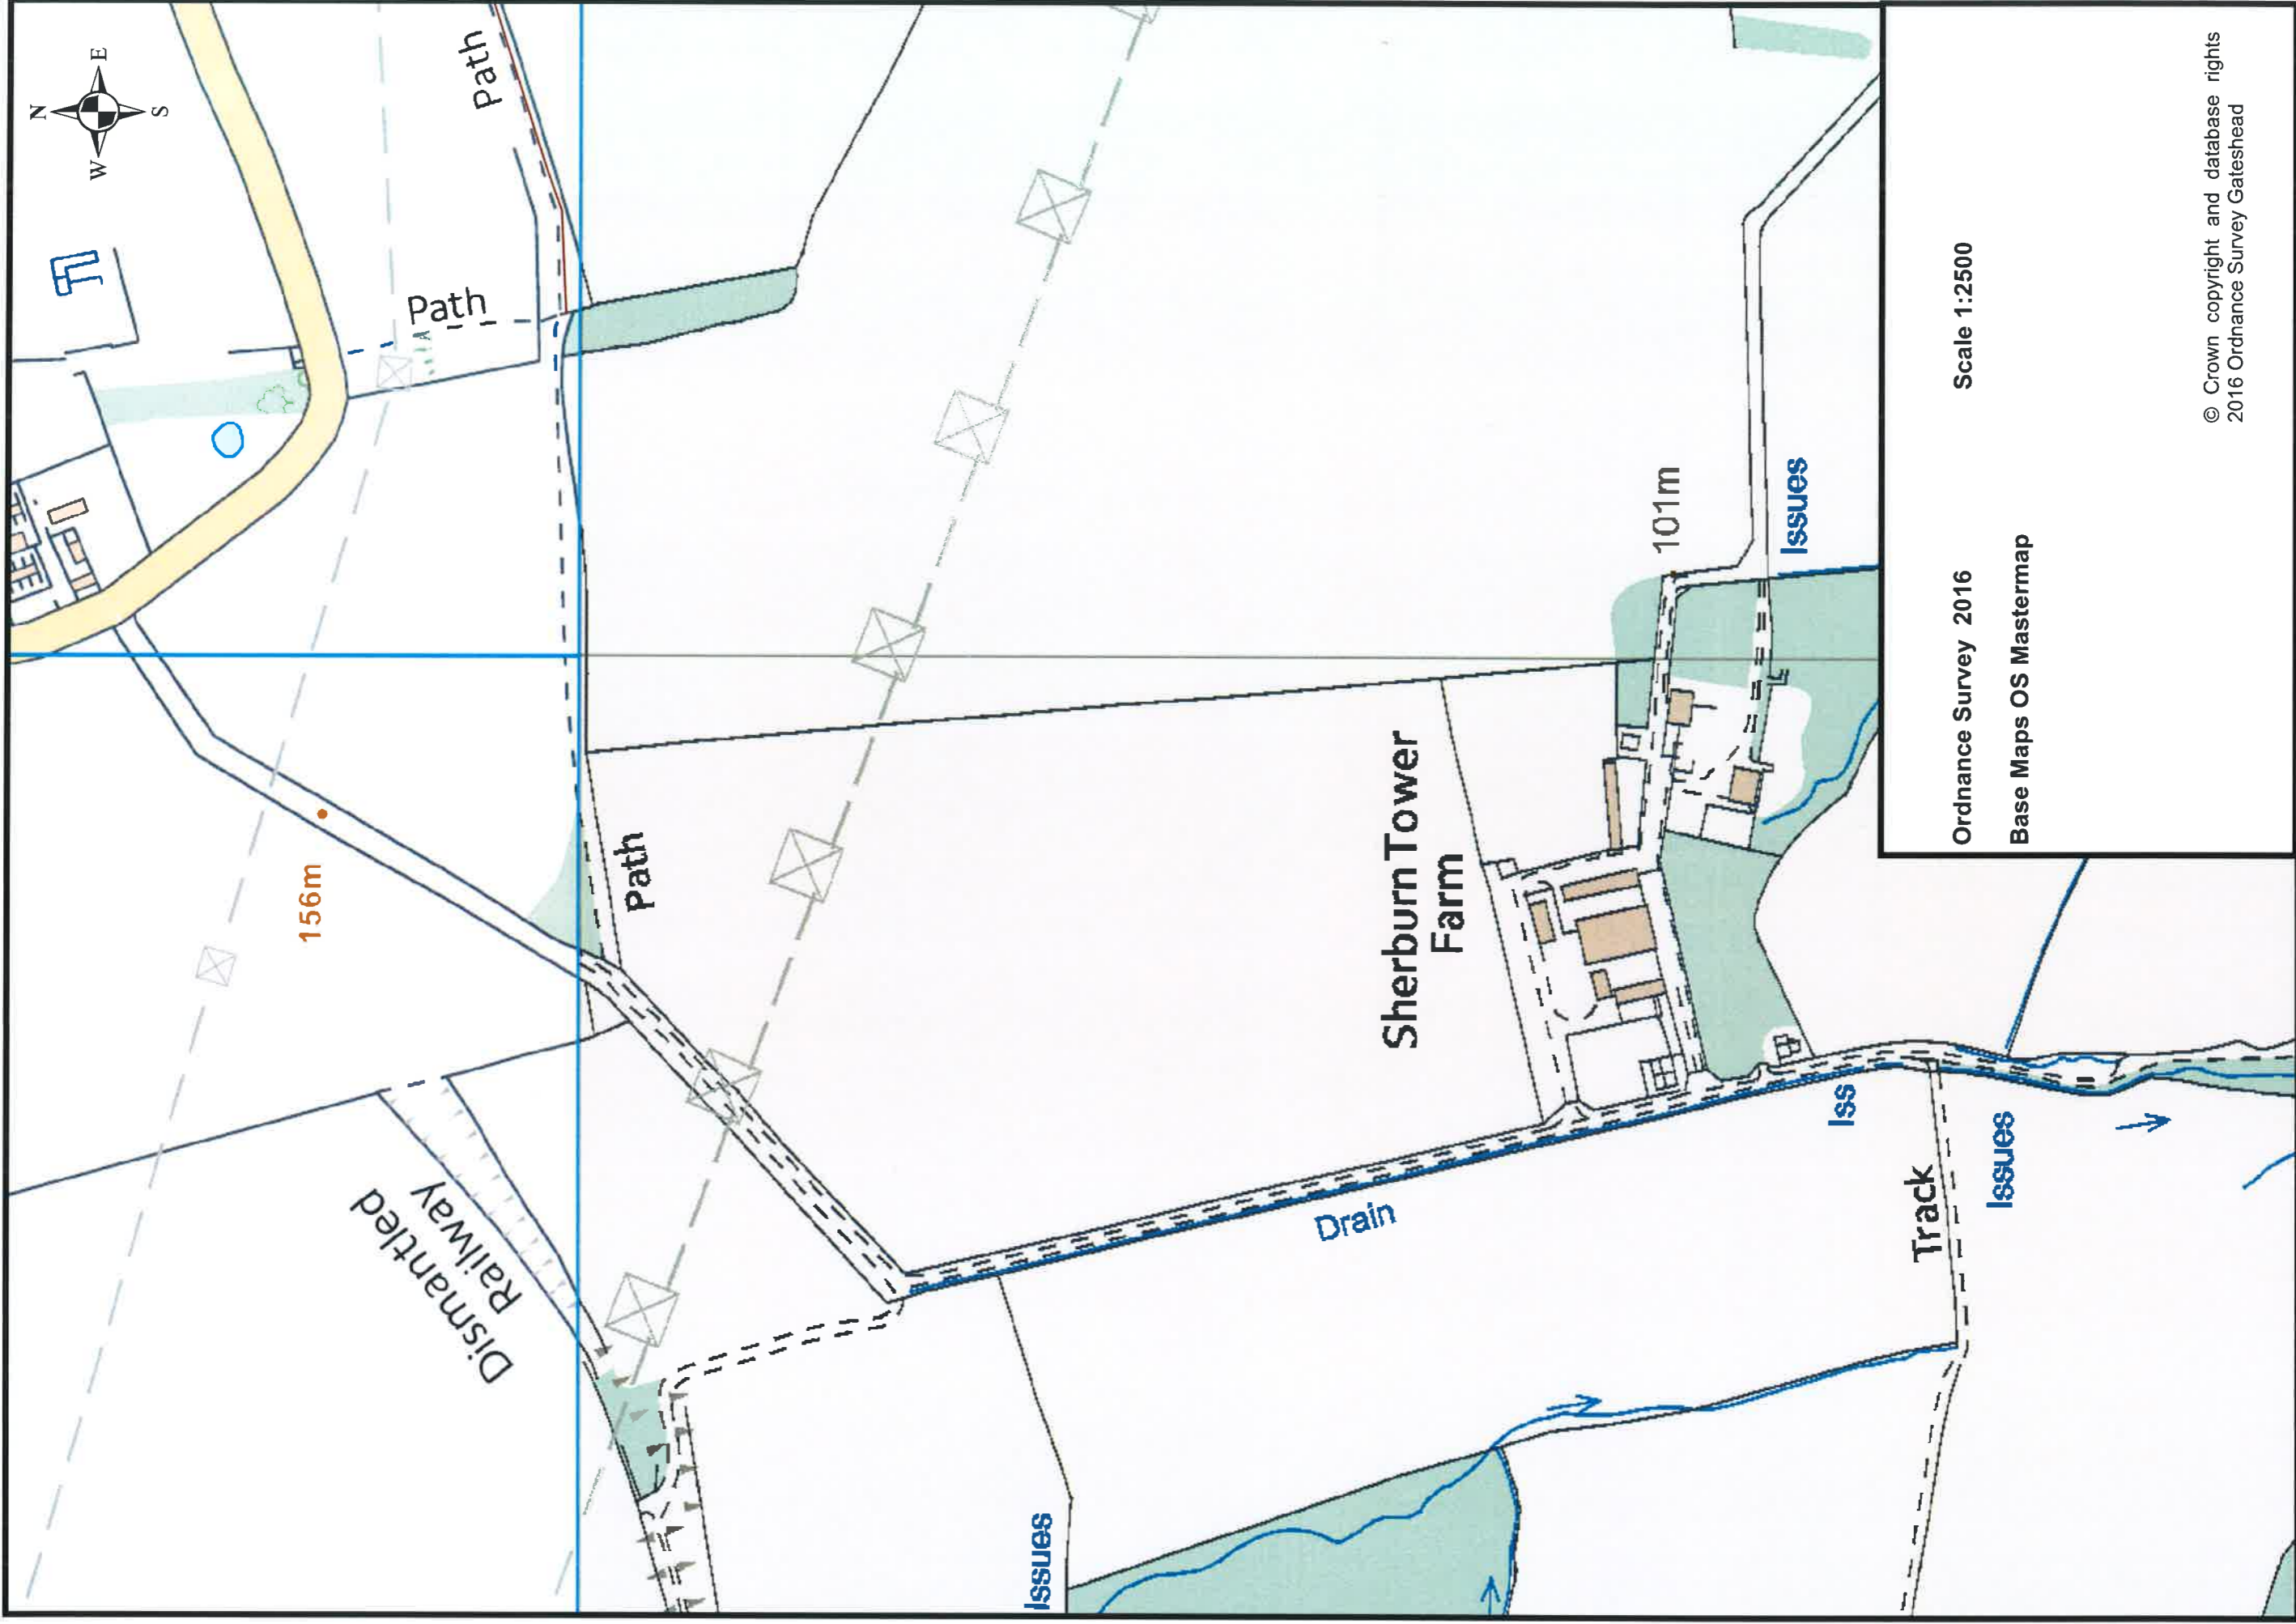 N
W
E
S
Path
Path
156m
Path
Dismantled
Railway
101m
Issues
Sherburn Tower
Farm
Drain
Iss
Track
Issues
Issues
Ordnance Survey 2016
Scale 1:2500
Base Maps OS Mastermap
© Crown copyright and database rights
2016 Ordnance Survey Gateshead